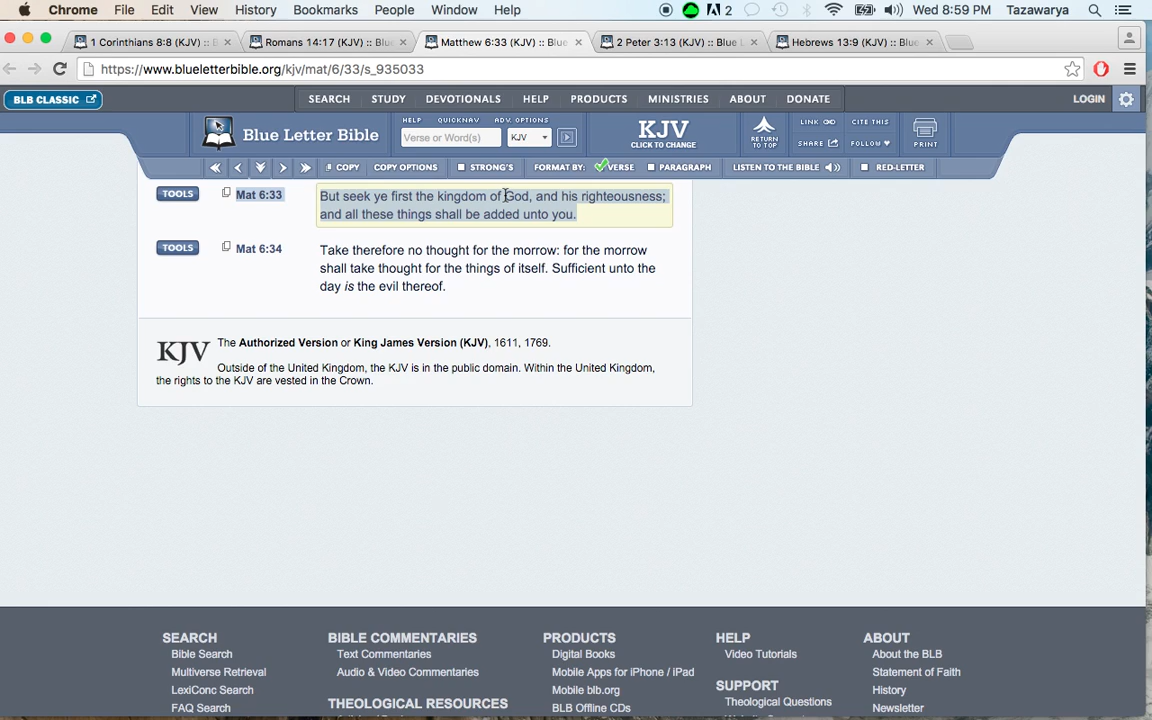 Chrome File Edit View History Bookmarks People Window Help 2 Wed 8:59 PM Tazawarya
1 Corinthians 8:8 (KJV) :: B Romans 14:17 (KJV) :: Blue Matthew 6:33 (KJV) :: Blue 2 Peter 3:13 (KJV) :: Blue L Hebrews 13:9 (KJV) :: Blue
https://www.blueletterbible.org/kjv/mat/6/33/s_935033
BLB CLASSIC SEARCH STUDY DEVOTIONALS HELP PRODUCTS MINISTRIES ABOUT DONATE LOGIN
HELP QUICKNAV ADV. OPTIONS
Blue Letter Bible Verse or Word(s) KJV KJV
CLICK TO CHANGE
RETURN TO TOP
LINK CITE THIS
SHARE FOLLOW
PRINT
COPY COPY OPTIONS STRONG'S FORMAT BY: VERSE PARAGRAPH LISTEN TO THE BIBLE RED-LETTER
TOOLS Mat 6:33 But seek ye first the kingdom of God, and his righteousness;
and all these things shall be added unto you.
TOOLS Mat 6:34 Take therefore no thought for the morrow: for the morrow
shall take thought for the things of itself. Sufficient unto the
day is the evil thereof.
KJV The Authorized Version or King James Version (KJV), 1611, 1769.
Outside of the United Kingdom, the KJV is in the public domain. Within the United Kingdom,
the rights to the KJV are vested in the Crown.
SEARCH
Bible Search
Multiverse Retrieval
LexiConc Search
FAQ Search
BIBLE COMMENTARIES
Text Commentaries
Audio & Video Commentaries
THEOLOGICAL RESOURCES
PRODUCTS
Digital Books
Mobile Apps for iPhone / iPad
Mobile blb.org
BLB Offline CDs
HELP
Video Tutorials
SUPPORT
Theological Questions
ABOUT
About the BLB
Statement of Faith
History
Newsletter